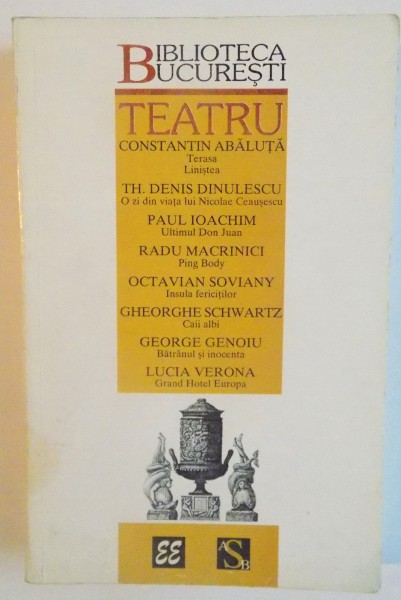 BIBLIOTECA
BUCUREȘTI
TEATRU
CONSTANTIN ABĂLUȚĂ
Terasa
Liniștea
TH. DENIS DINULESCU
O zi din viața lui Nicolae Ceaușescu
PAUL IOACHIM
Ultimul Don Juan
RADU MACRINICI
Ping Body
OCTAVIAN SOVIANY
Insula fericiților
GHEORGHE SCHWARTZ
Caii albi
GEORGE GENOIU
Bătrânul și inocenta
LUCIA VERONA
Grand Hotel Europa
EE
ASB